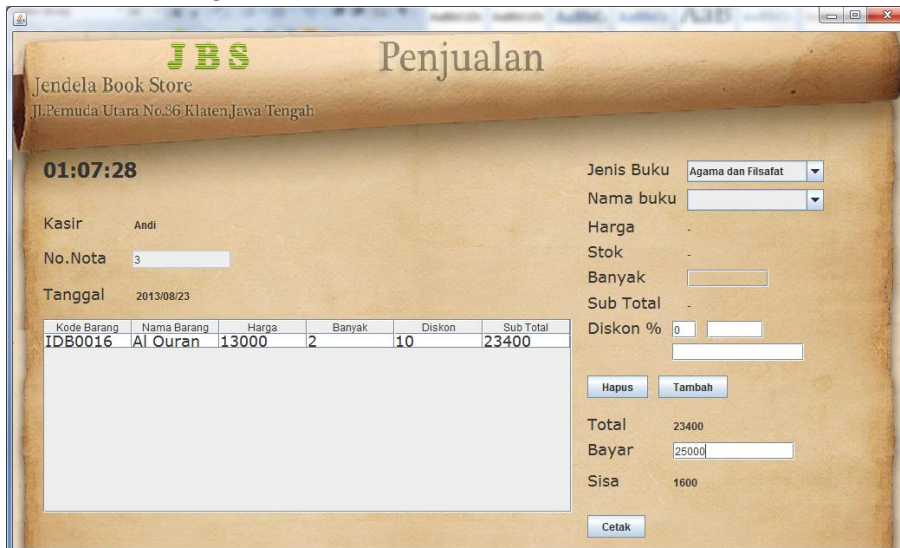 JBS
Penjualan
Jendela Book Store
Jl.Pemuda Utara No.36 Klaten,Jawa Tengah
01:07:28
Kasir Andi
No.Nota 3
Tanggal 2013/08/23
Kode Barang Nama Barang Harga Banyak Diskon Sub Total
IDB0016 Al Quran 13000 2 10 23400
Jenis Buku Agama dan Filsafat
Nama buku
Harga -
Stok -
Banyak
Sub Total -
Diskon % 0
Hapus Tambah
Total 23400
Bayar 25000
Sisa 1600
Cetak